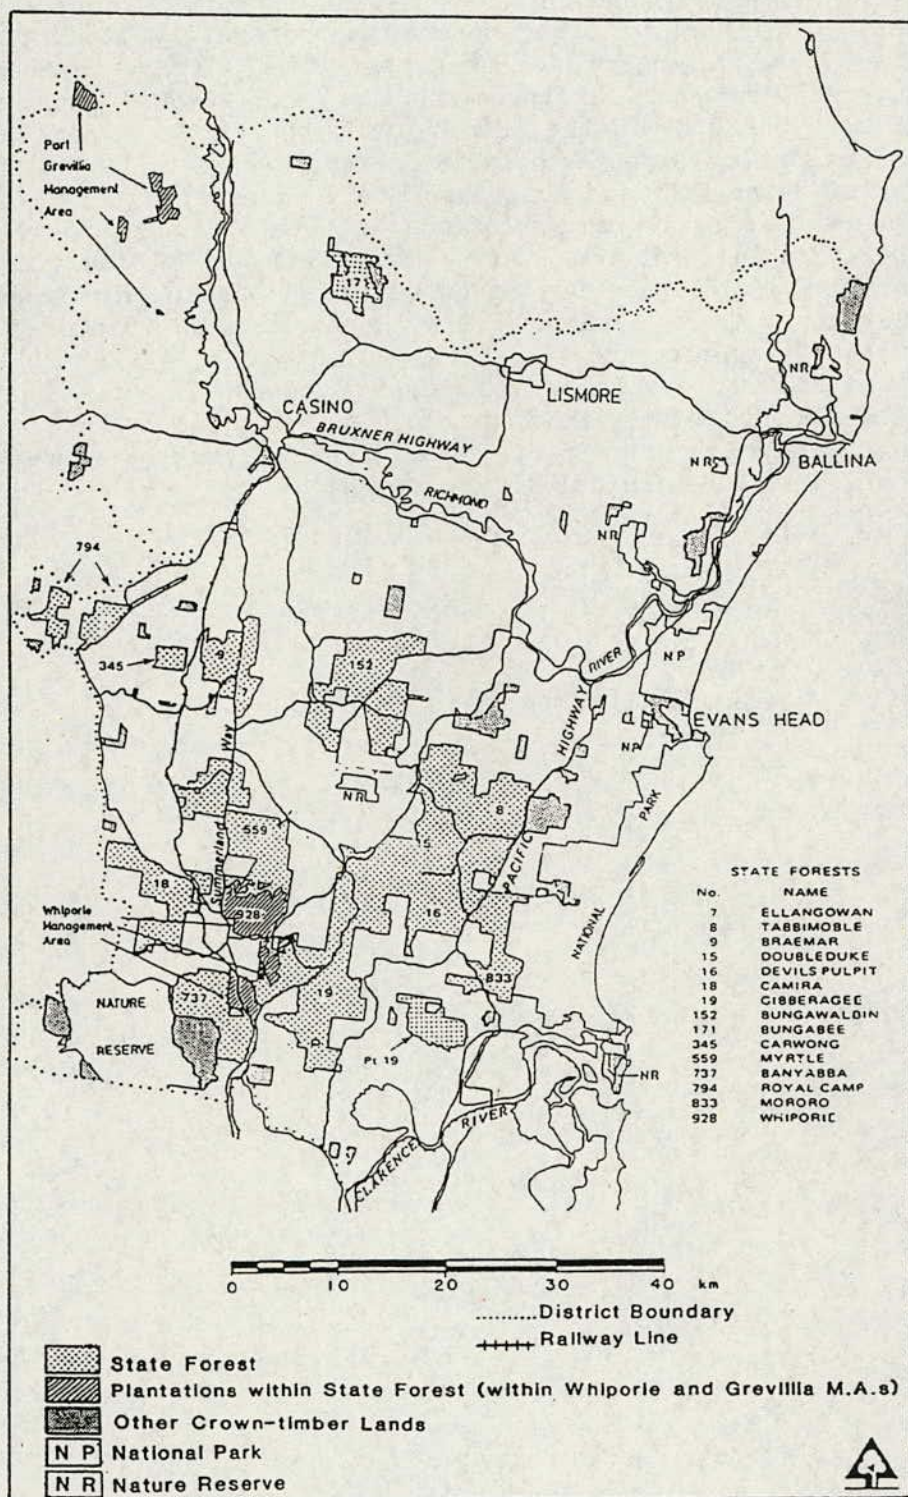 Part
Grevillia
Management
Area
171
CASINO
BRUXNER HIGHWAY
LISMORE
NR
BALLINA
NR
RICHMOND
NR
794
345
9
7
152
RIVER
NP
EVANS HEAD
NP
HIGHWAY
Way
NR
8
PARK
559
15
PACIFIC
Summerland
18
928
16
NATIONAL
Whiporie
Management
Area
737
19
833
NATURE
RESERVE
Pt 19
NR
CLARENCE
RIVER
STATE FORESTS
No. NAME
7 ELLANGOWAN
8 TABBIMOBLE
9 BRAEMAR
15 DOUBLEDUKE
16 DEVILS PULPIT
18 CAMIRA
19 GIBBERAGEE
152 BUNGAWALBIN
171 BUNGABEE
345 CARWONG
559 MYRTLE
737 BANYABBA
794 ROYAL CAMP
833 MORORO
928 WHIPORIE
0 10 20 30 40 km
..........District Boundary
Railway Line
State Forest
Plantations within State Forest (within Whiporie and Grevillia M.A.s)
Other Crown-timber Lands
N P National Park
N R Nature Reserve